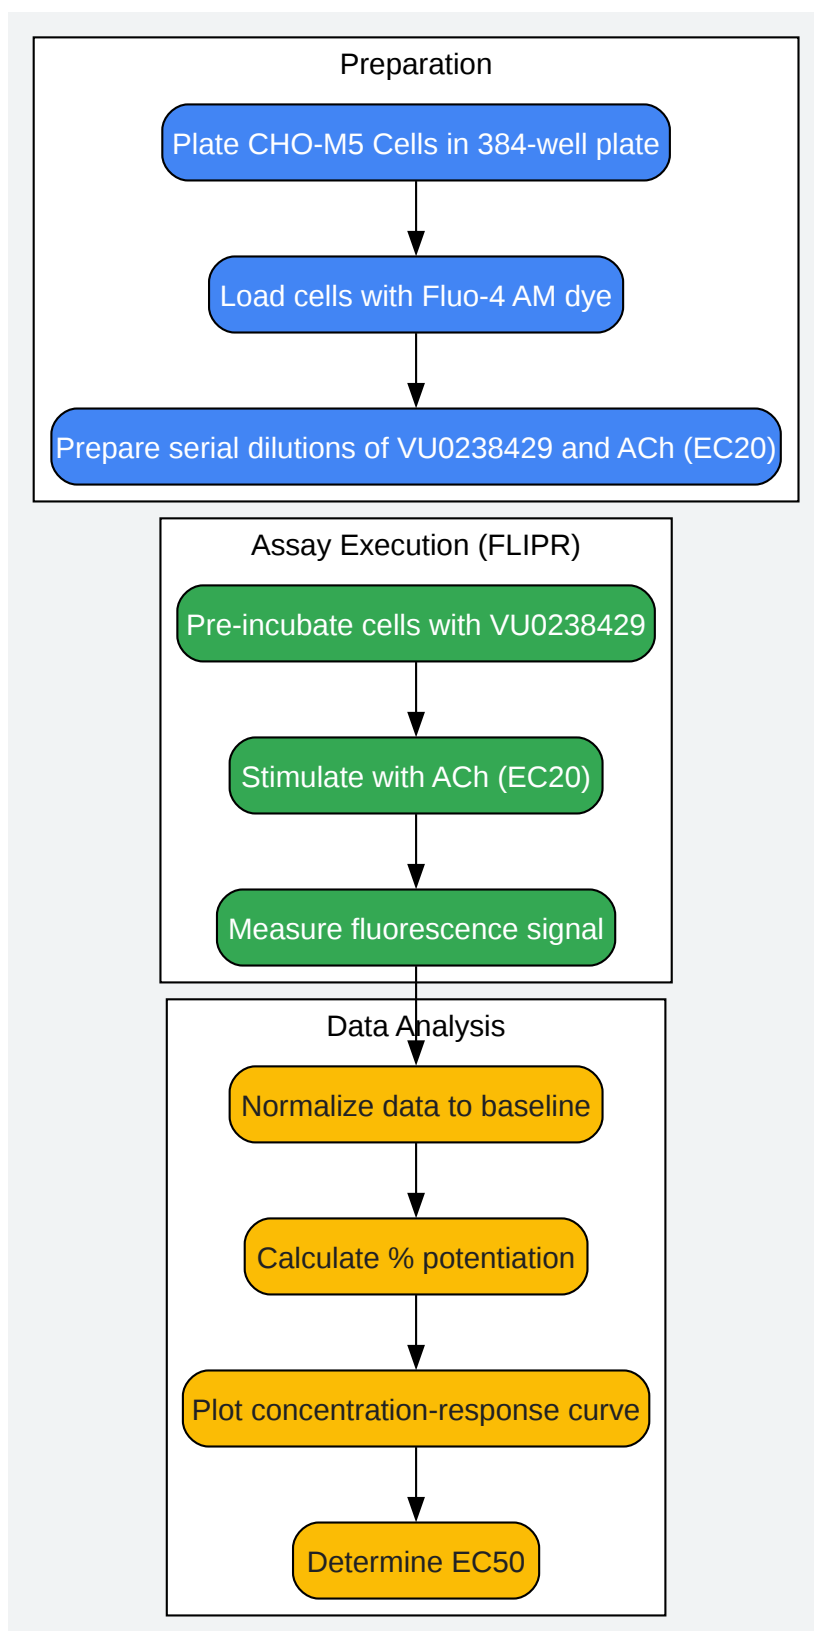 Preparation
Plate CHO-M5 Cells in 384-well plate
Load cells with Fluo-4 AM dye
Prepare serial dilutions of VU0238429 and ACh (EC20)
Assay Execution (FLIPR)
Pre-incubate cells with VU0238429
Stimulate with ACh (EC20)
Measure fluorescence signal
Data Analysis
Normalize data to baseline
Calculate % potentiation
Plot concentration-response curve
Determine EC50